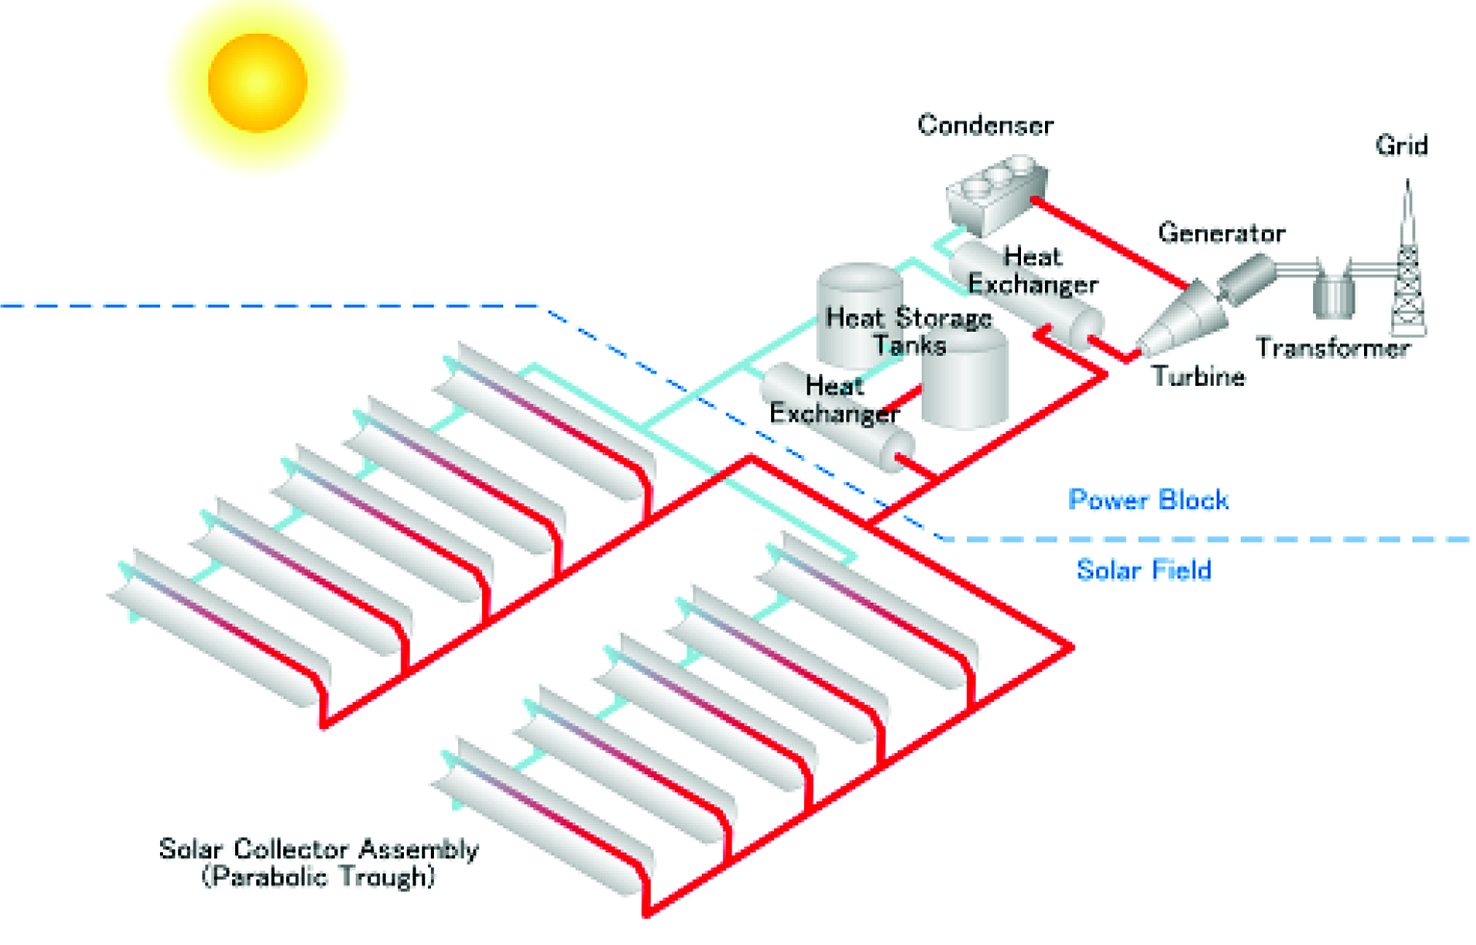 Condenser
Grid
Generator
Heat
Exchanger
Heat Storage
Tanks
Transformer
Turbine
Heat
Exchanger
Power Block
Solar Field
Solar Collector Assembly
(Parabolic Trough)